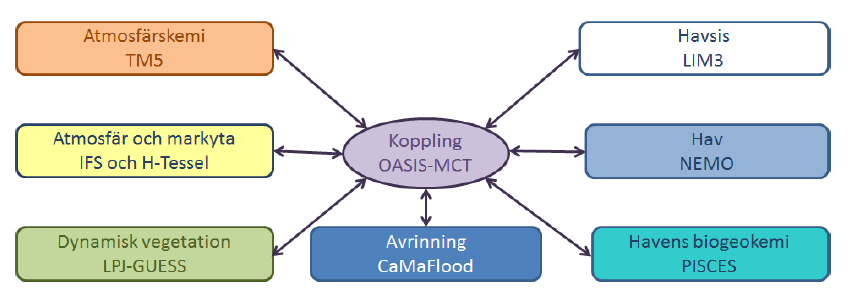 Atmosfärskemi
TM5
Havsis
LIM3
Atmosfär och markyta
IFS och H-Tessel
Koppling
OASIS-MCT
Hav
NEMO
Dynamisk vegetation
LPJ-GUESS
Avrinning
CaMaFlood
Havens biogeokemi
PISCES